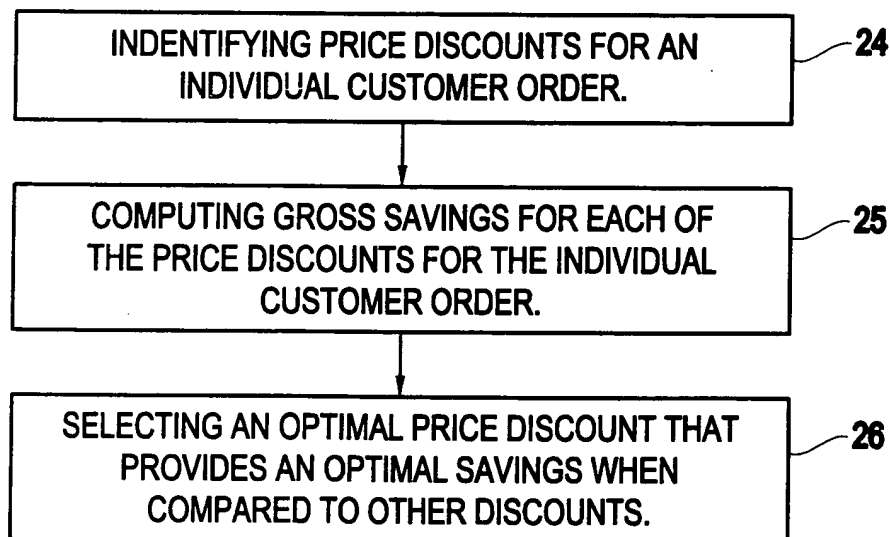 INDENTIFYING PRICE DISCOUNTS FOR AN
INDIVIDUAL CUSTOMER ORDER.
24
COMPUTING GROSS SAVINGS FOR EACH OF
THE PRICE DISCOUNTS FOR THE INDIVIDUAL
CUSTOMER ORDER.
25
SELECTING AN OPTIMAL PRICE DISCOUNT THAT
PROVIDES AN OPTIMAL SAVINGS WHEN
COMPARED TO OTHER DISCOUNTS.
26